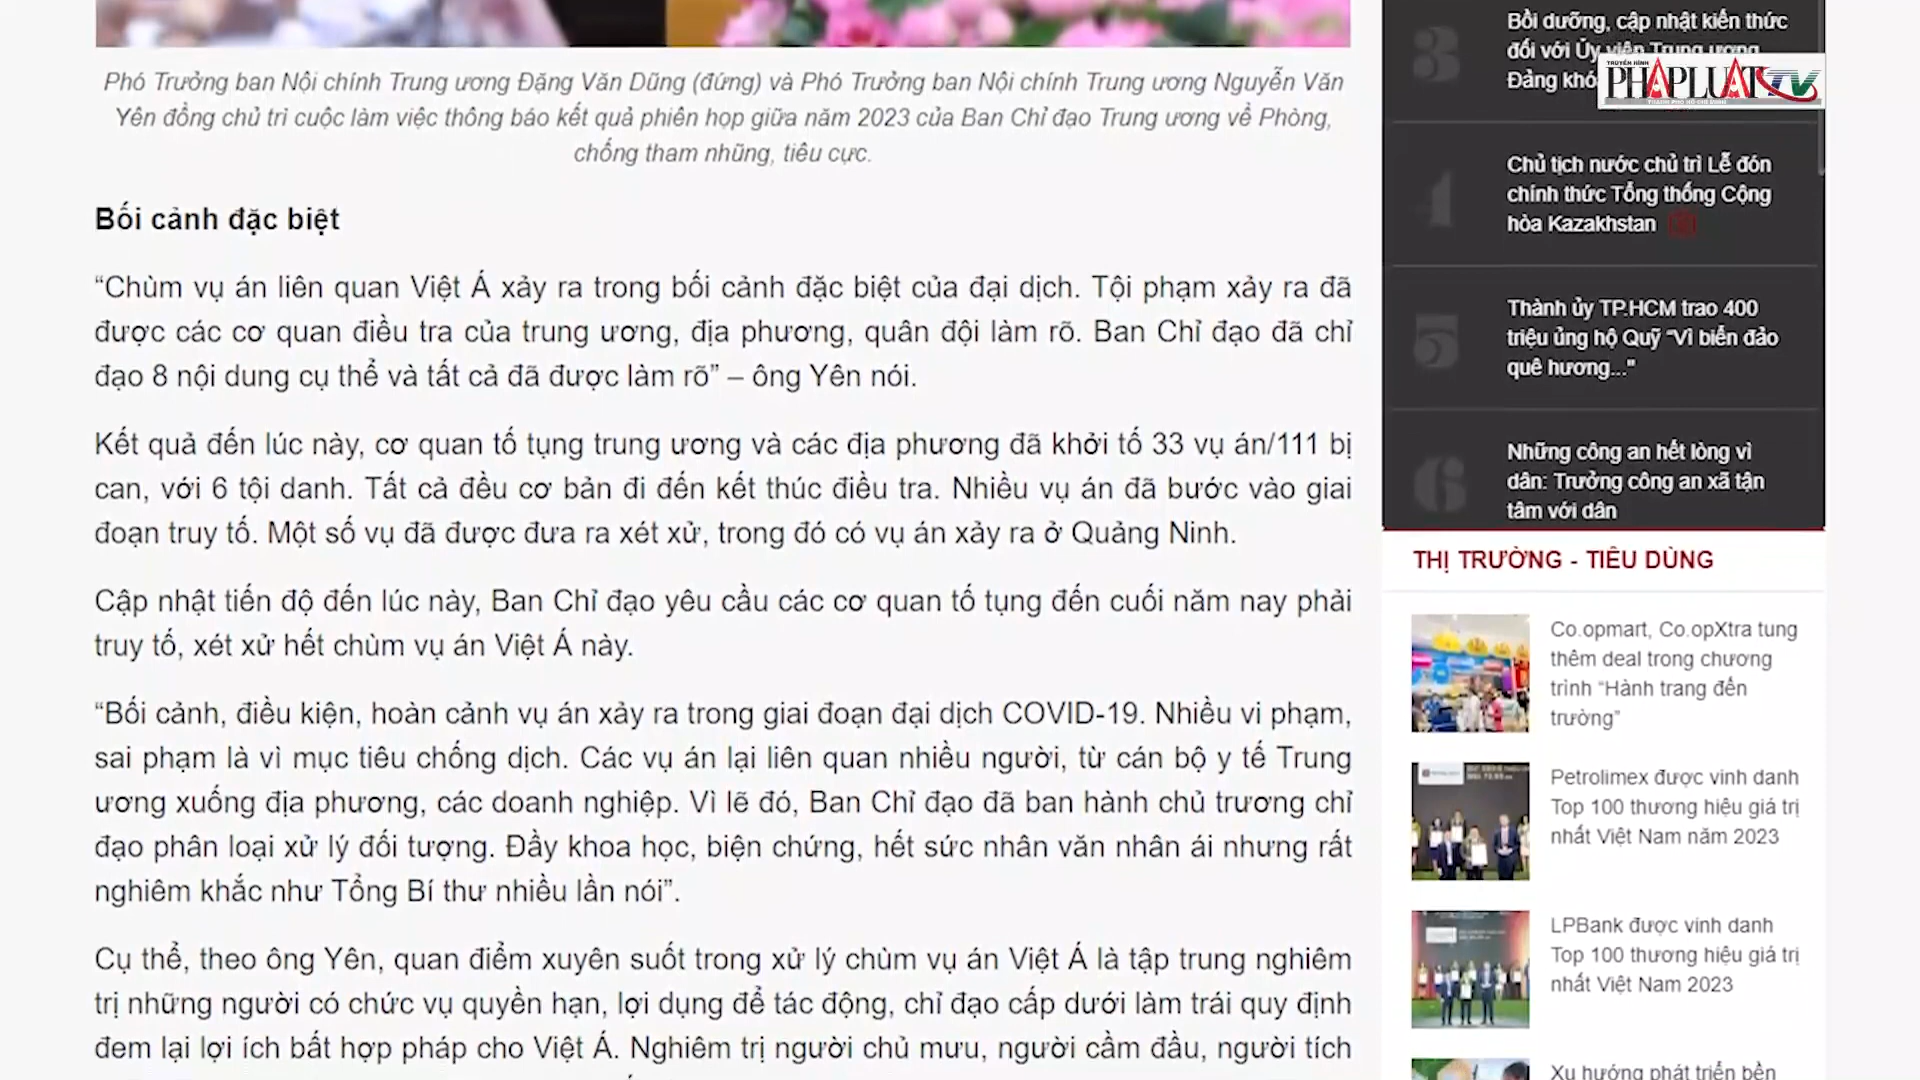 Phó Trưởng ban Nội chính Trung ương Đặng Văn Dũng (đứng) và Phó Trưởng ban Nội chính Trung ương Nguyễn Văn
Yên đồng chủ trì cuộc làm việc thông báo kết quả phiên họp giữa năm 2023 của Ban Chỉ đạo Trung ương về Phòng,
chống tham nhũng, tiêu cực.
Bối cảnh đặc biệt
“Chùm vụ án liên quan Việt Á xảy ra trong bối cảnh đặc biệt của đại dịch. Tội phạm xảy ra đã
được các cơ quan điều tra của trung ương, địa phương, quân đội làm rõ. Ban Chỉ đạo đã chỉ
đạo 8 nội dung cụ thể và tất cả đã được làm rõ” – ông Yên nói.
Kết quả đến lúc này, cơ quan tố tụng trung ương và các địa phương đã khởi tố 33 vụ án/111 bị
can, với 6 tội danh. Tất cả đều cơ bản đi đến kết thúc điều tra. Nhiều vụ án đã bước vào giai
đoạn truy tố. Một số vụ đã được đưa ra xét xử, trong đó có vụ án xảy ra ở Quảng Ninh.
Cập nhật tiến độ đến lúc này, Ban Chỉ đạo yêu cầu các cơ quan tố tụng đến cuối năm nay phải
truy tố, xét xử hết chùm vụ án Việt Á này.
“Bối cảnh, điều kiện, hoàn cảnh vụ án xảy ra trong giai đoạn đại dịch COVID-19. Nhiều vi phạm,
sai phạm là vì mục tiêu chống dịch. Các vụ án lại liên quan nhiều người, từ cán bộ y tế Trung
ương xuống địa phương, các doanh nghiệp. Vì lẽ đó, Ban Chỉ đạo đã ban hành chủ trương chỉ
đạo phân loại xử lý đối tượng. Đầy khoa học, biện chứng, hết sức nhân văn nhân ái nhưng rất
nghiêm khắc như Tổng Bí thư nhiều lần nói”.
Cụ thể, theo ông Yên, quan điểm xuyên suốt trong xử lý chùm vụ án Việt Á là tập trung nghiêm
trị những người có chức vụ quyền hạn, lợi dụng để tác động, chỉ đạo cấp dưới làm trái quy định
đem lại lợi ích bất hợp pháp cho Việt Á. Nghiêm trị người chủ mưu, người cầm đầu, người tích
3
Bồi dưỡng, cập nhật kiến thức
đối với Ủy viên Trung ương
Đảng khó
TRUYỀN HÌNH
PHÁPLUẬT TV
THÀNH PHỐ HỒ CHÍ MINH
4
Chủ tịch nước chủ trì Lễ đón
chính thức Tổng thống Cộng
hòa Kazakhstan
5
Thành ủy TP.HCM trao 400
triệu ủng hộ Quỹ “Vì biển đảo
quê hương..."
6
Những công an hết lòng vì
dân: Trưởng công an xã tận
tâm với dân
THỊ TRƯỜNG - TIÊU DÙNG
Co.opmart, Co.opXtra tung
thêm deal trong chương
trình “Hành trang đến
trường”
Petrolimex được vinh danh
Top 100 thương hiệu giá trị
nhất Việt Nam năm 2023
LPBank được vinh danh
Top 100 thương hiệu giá trị
nhất Việt Nam 2023
Xu hướng phát triển bền